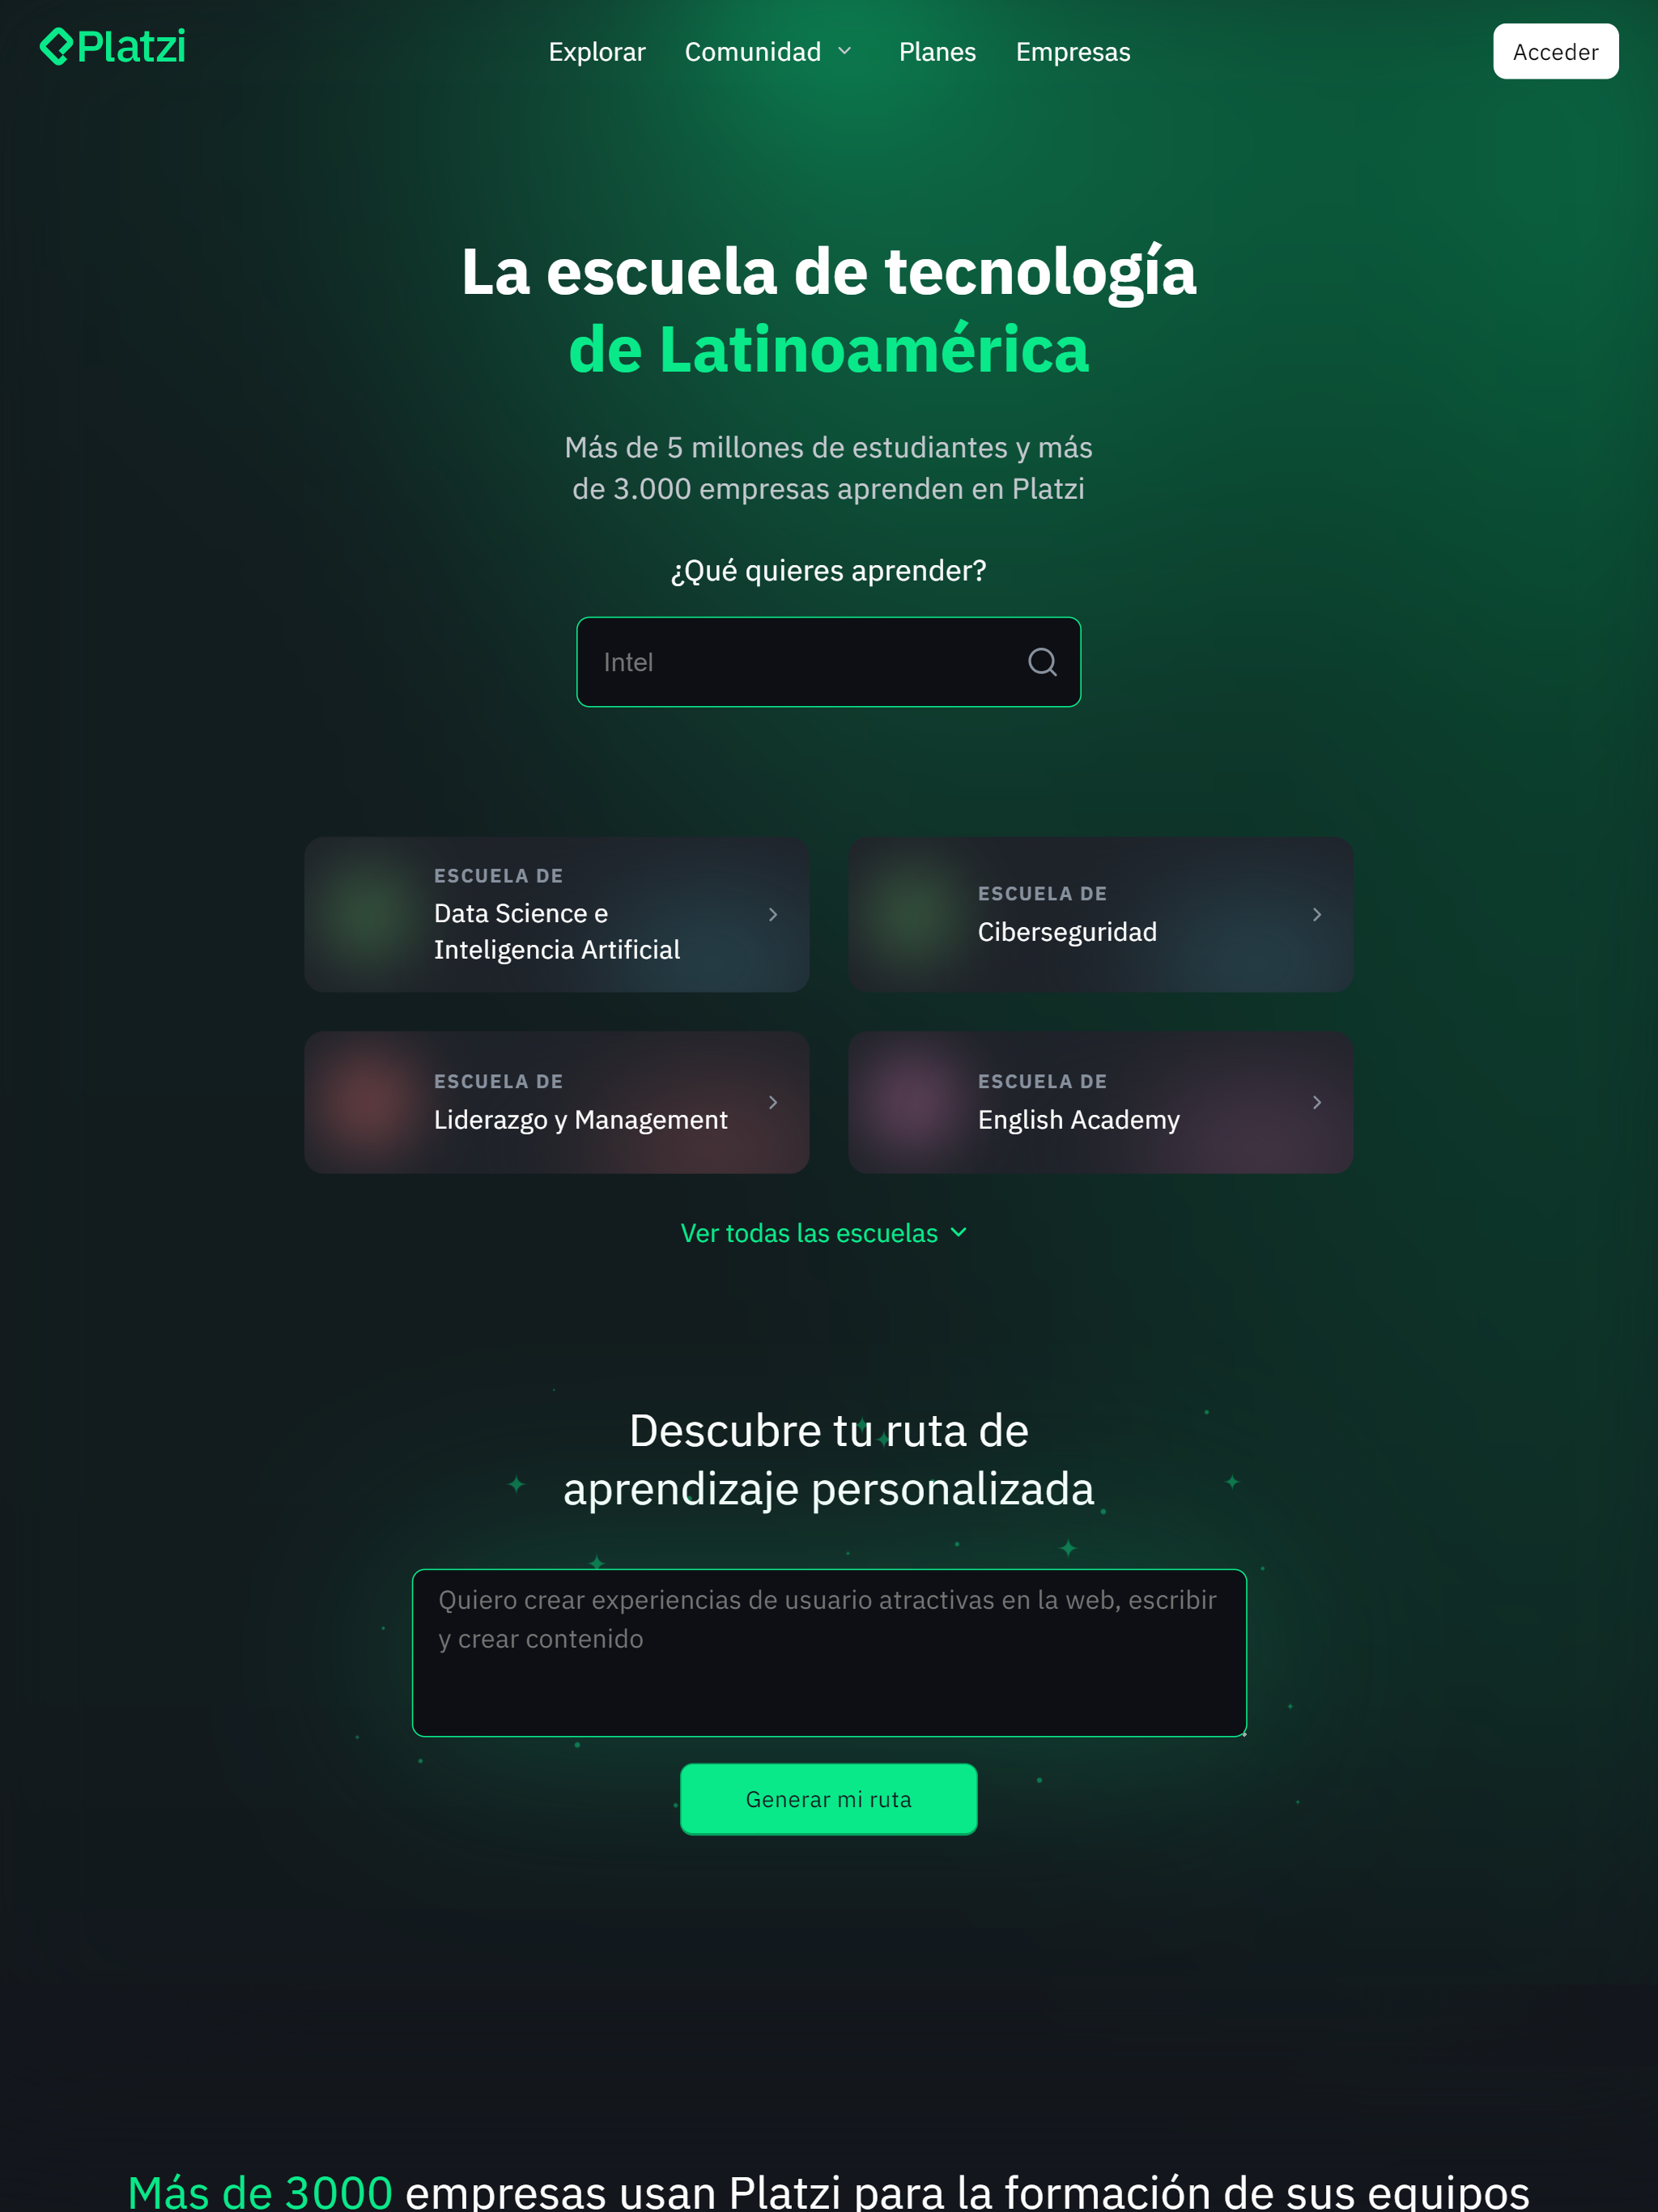 Platzi
Explorar
Comunidad
Planes
Empresas
Acceder
La escuela de tecnología
de Latinoamérica
Más de 5 millones de estudiantes y más
de 3.000 empresas aprenden en Platzi
¿Qué quieres aprender?
Intel
ESCUELA DE
Data Science e
Inteligencia Artificial
ESCUELA DE
Ciberseguridad
ESCUELA DE
Liderazgo y Management
ESCUELA DE
English Academy
Ver todas las escuelas
Descubre tu ruta de
aprendizaje personalizada
Quiero crear experiencias de usuario atractivas en la web, escribir
y crear contenido
Generar mi ruta
Más de 3000 empresas usan Platzi para la formación de sus equipos